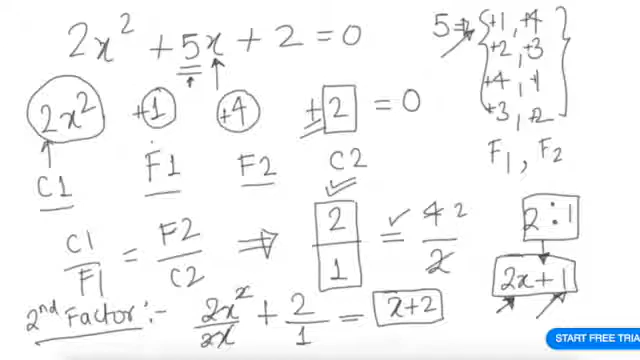 2x² + 5x + 2 = 0
5 ⇒ { +1, +4
+2, +3
+4, +1
+3, +2 }
F₁, F₂
2x² +1 +4 +2 = 0
C1 F1 F2 C2
C1/F1 = F2/C2 ⇒ 2/1 = 4 2/2
2:1
2x+1
2nd Factor:- 2x²/2x + 2/1 = x+2
START FREE TRIA